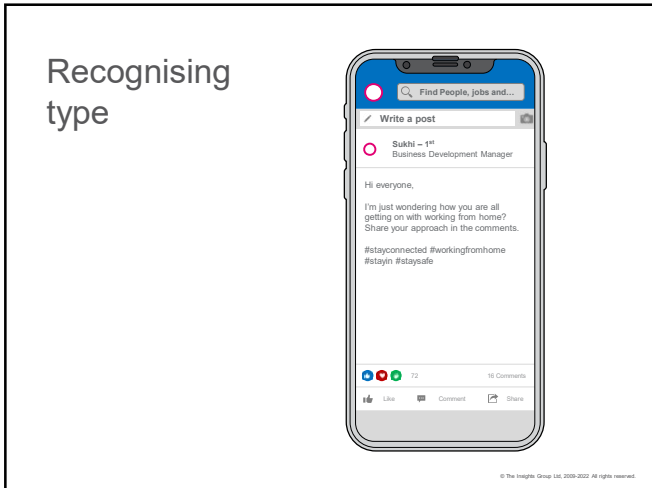 Recognising
type
Find People, jobs and...
Write a post
Sukhi – 1st
Business Development Manager
Hi everyone,
I'm just wondering how you are all
getting on with working from home?
Share your approach in the comments.
#stayconnected #workingfromhome
#stayin #staysafe
72
16 Comments
Like
Comment
Share
© The Insights Group Ltd, 2009-2022 All rights reserved.